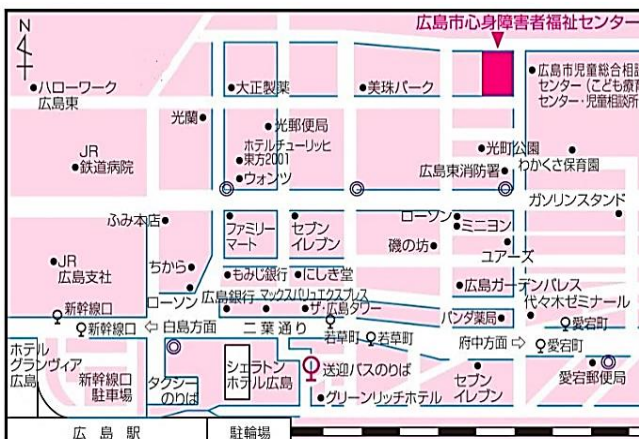 広島市心身障害者福祉センター
N
ハローワーク
広島東
大正製薬
美珠パーク
広島市児童総合相談
センター(こども療育
センター・児童相談所
光蘭
光郵便局
ホテルチューリッヒ
東方2001
ウォンツ
JR
鉄道病院
光町公園
わかくさ保育園
広島東消防署
ガソリンスタンド
ふみ本店
ファミリー
マート
セブン
イレブン
ローソン
ミニヨン
磯の坊
ユアーズ
JR
広島支社
ちから
もみじ銀行
にしき堂
広島ガーデンパレス
ローソン
広島銀行
マックスバリュエクスプレス
ザ・広島タワー
代々木ゼミナール
新幹線口
新幹線口
← 白島方面
二葉通り
若草町
若草町
パンダ薬局
愛宕町
府中方面 →
愛宕町
ホテル
グランヴィア
広島
新幹線口
駐車場
タクシー
のりば
シェラトン
ホテル広島
送迎バスのりば
グリーンリッチホテル
セブン
イレブン
愛宕郵便局
広島駅
駐輪場